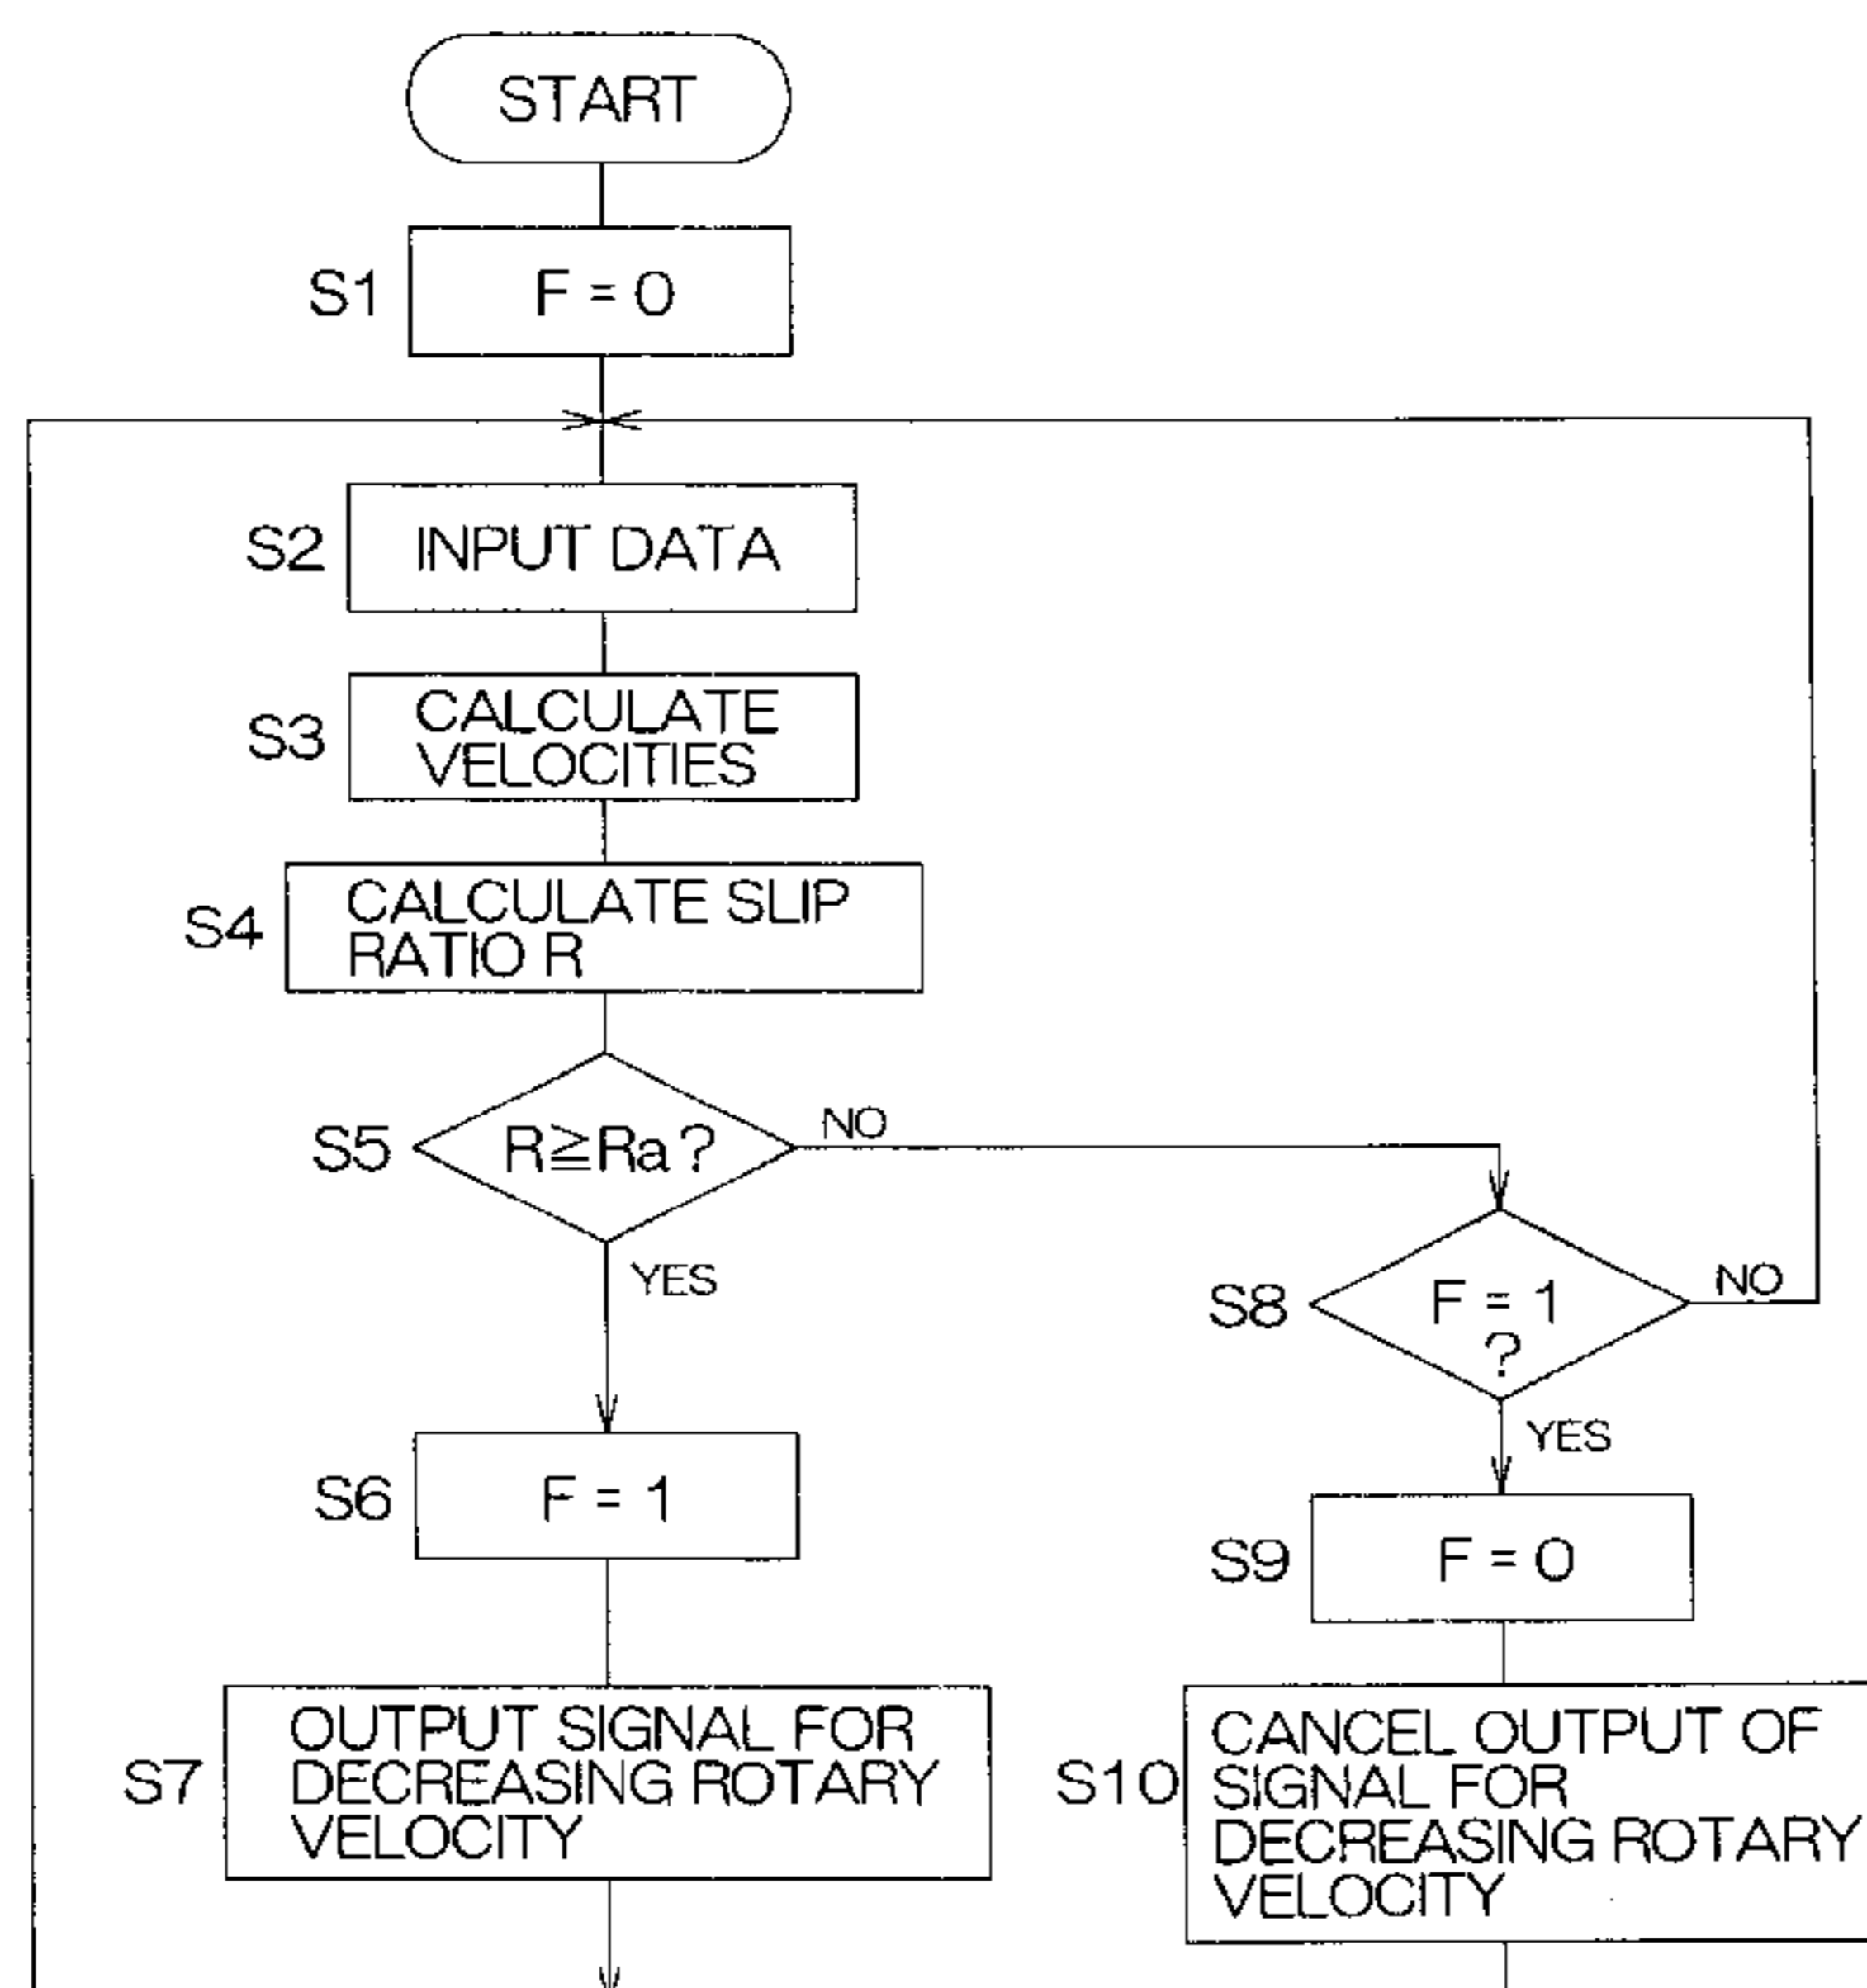 START
S1
F = 0
S2
INPUT DATA
S3
CALCULATE
VELOCITIES
S4
CALCULATE SLIP
RATIO R
S5
R≧Ra?
NO
YES
S8
F = 1
?
NO
YES
S6
F = 1
S9
F = 0
S7
OUTPUT SIGNAL FOR
DECREASING ROTARY
VELOCITY
S10
CANCEL OUTPUT OF
SIGNAL FOR
DECREASING ROTARY
VELOCITY